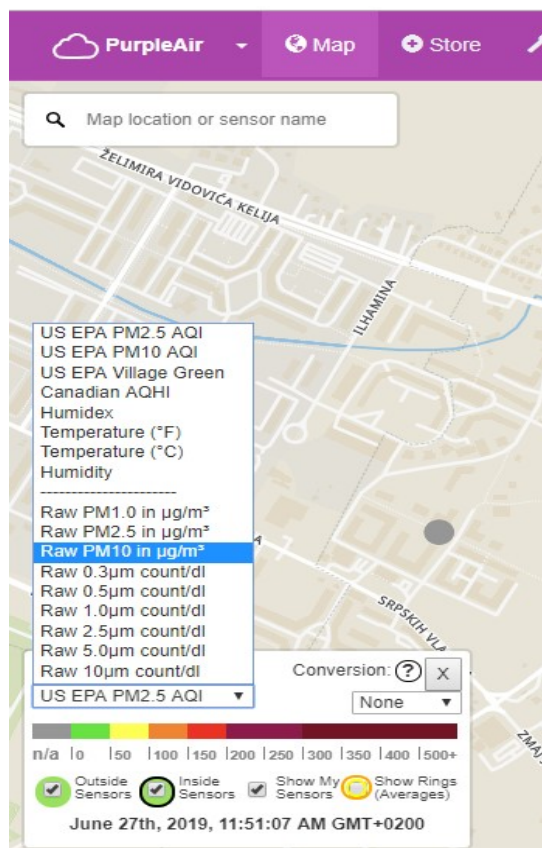 PurpleAir Map Store
Map location or sensor name
ŽELIMIRA VIDOVIĆA KELIJA
ILHAMINA
US EPA PM2.5 AQI
US EPA PM10 AQI
US EPA Village Green
Canadian AQHI
Humidex
Temperature (°F)
Temperature (°C)
Humidity
----------------------
Raw PM1.0 in µg/m³
Raw PM2.5 in µg/m³
Raw PM10 in µg/m³
Raw 0.3µm count/dl
Raw 0.5µm count/dl
Raw 1.0µm count/dl
Raw 2.5µm count/dl
Raw 5.0µm count/dl
Raw 10µm count/dl
A
SRPSKIH VLA
ZMAJ
Conversion: ? X
US EPA PM2.5 AQI ▼ None ▼
n/a |0 |50 |100 |150 |200 |250 |300 |350 |400 |500+
Outside Sensors
Inside Sensors
Show My Sensors
Show Rings (Averages)
June 27th, 2019, 11:51:07 AM GMT+0200